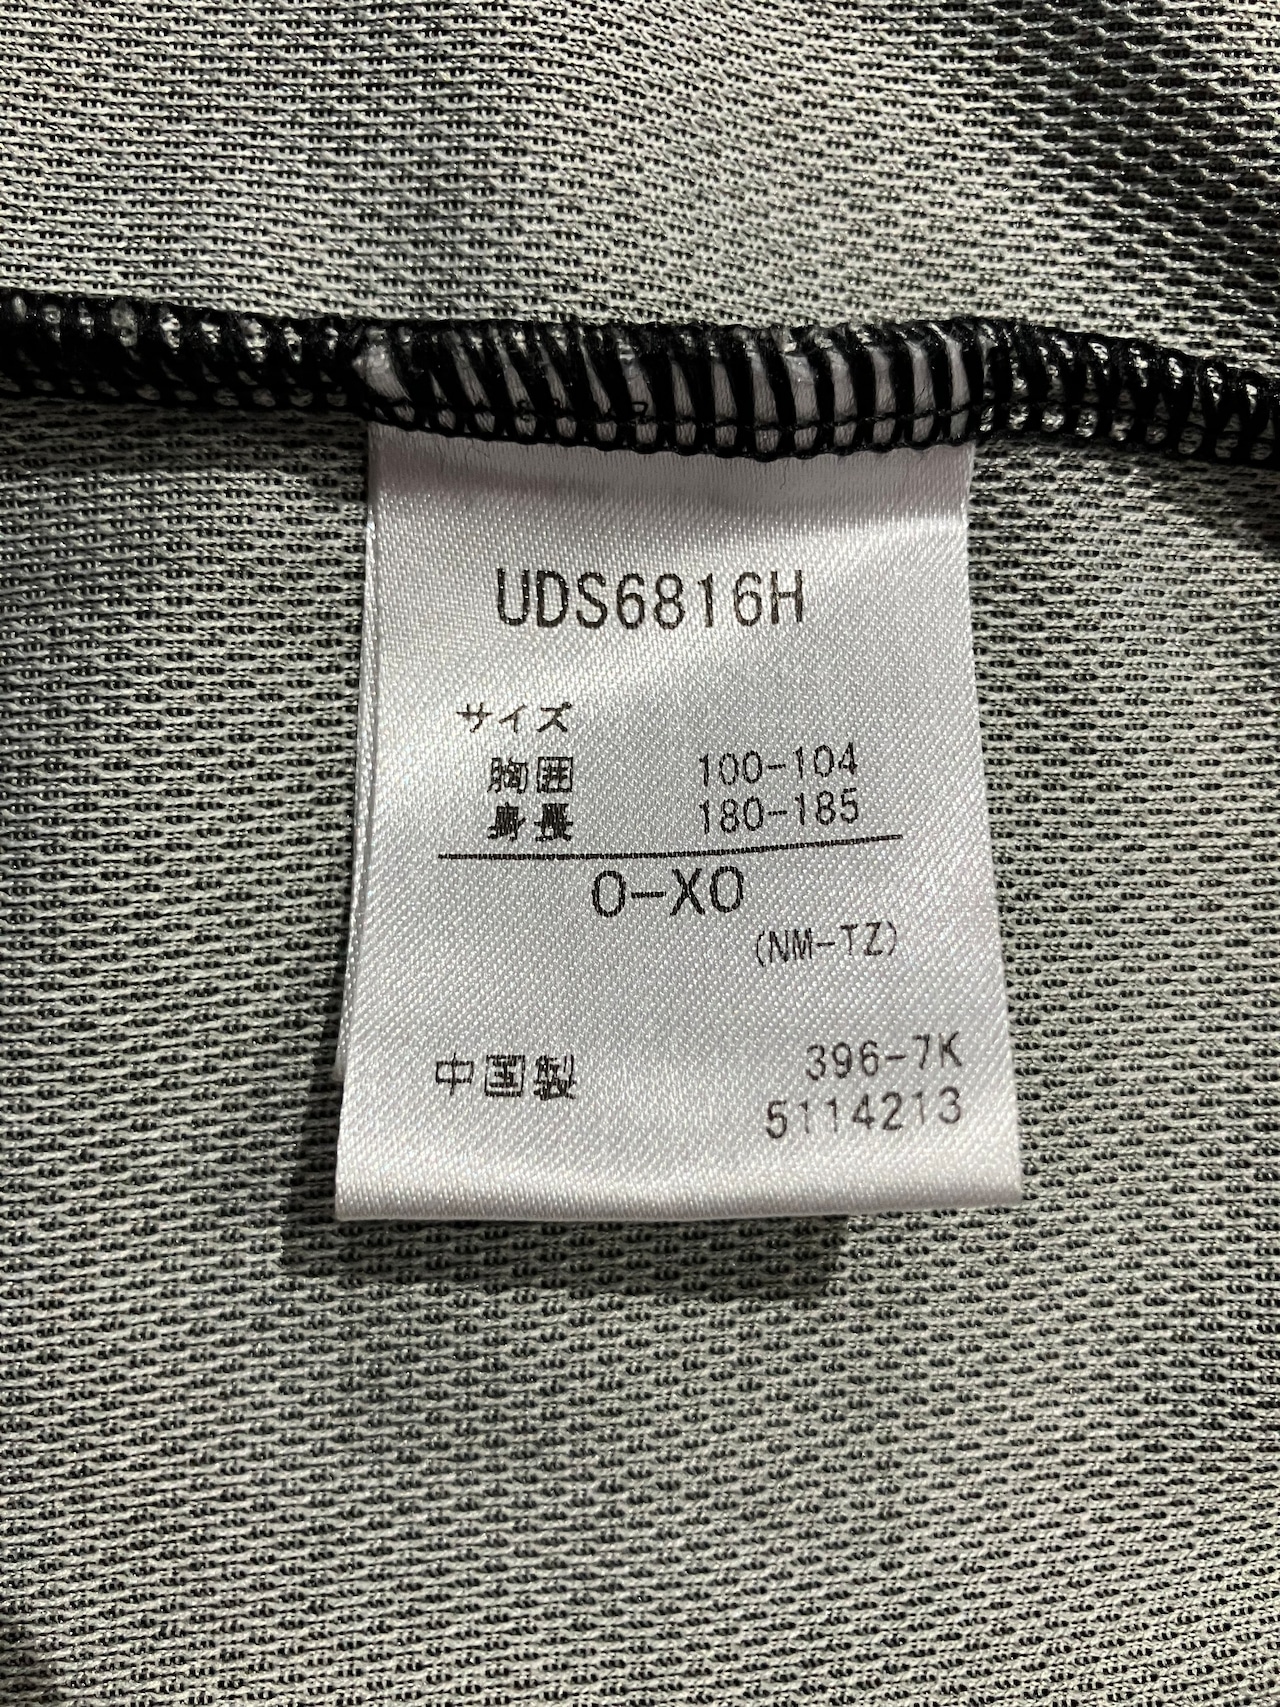 UDS6816H
サイズ
胸囲 100-104
身長 180-185
O-XO
(NM-TZ)
中国製 396-7K
5114213